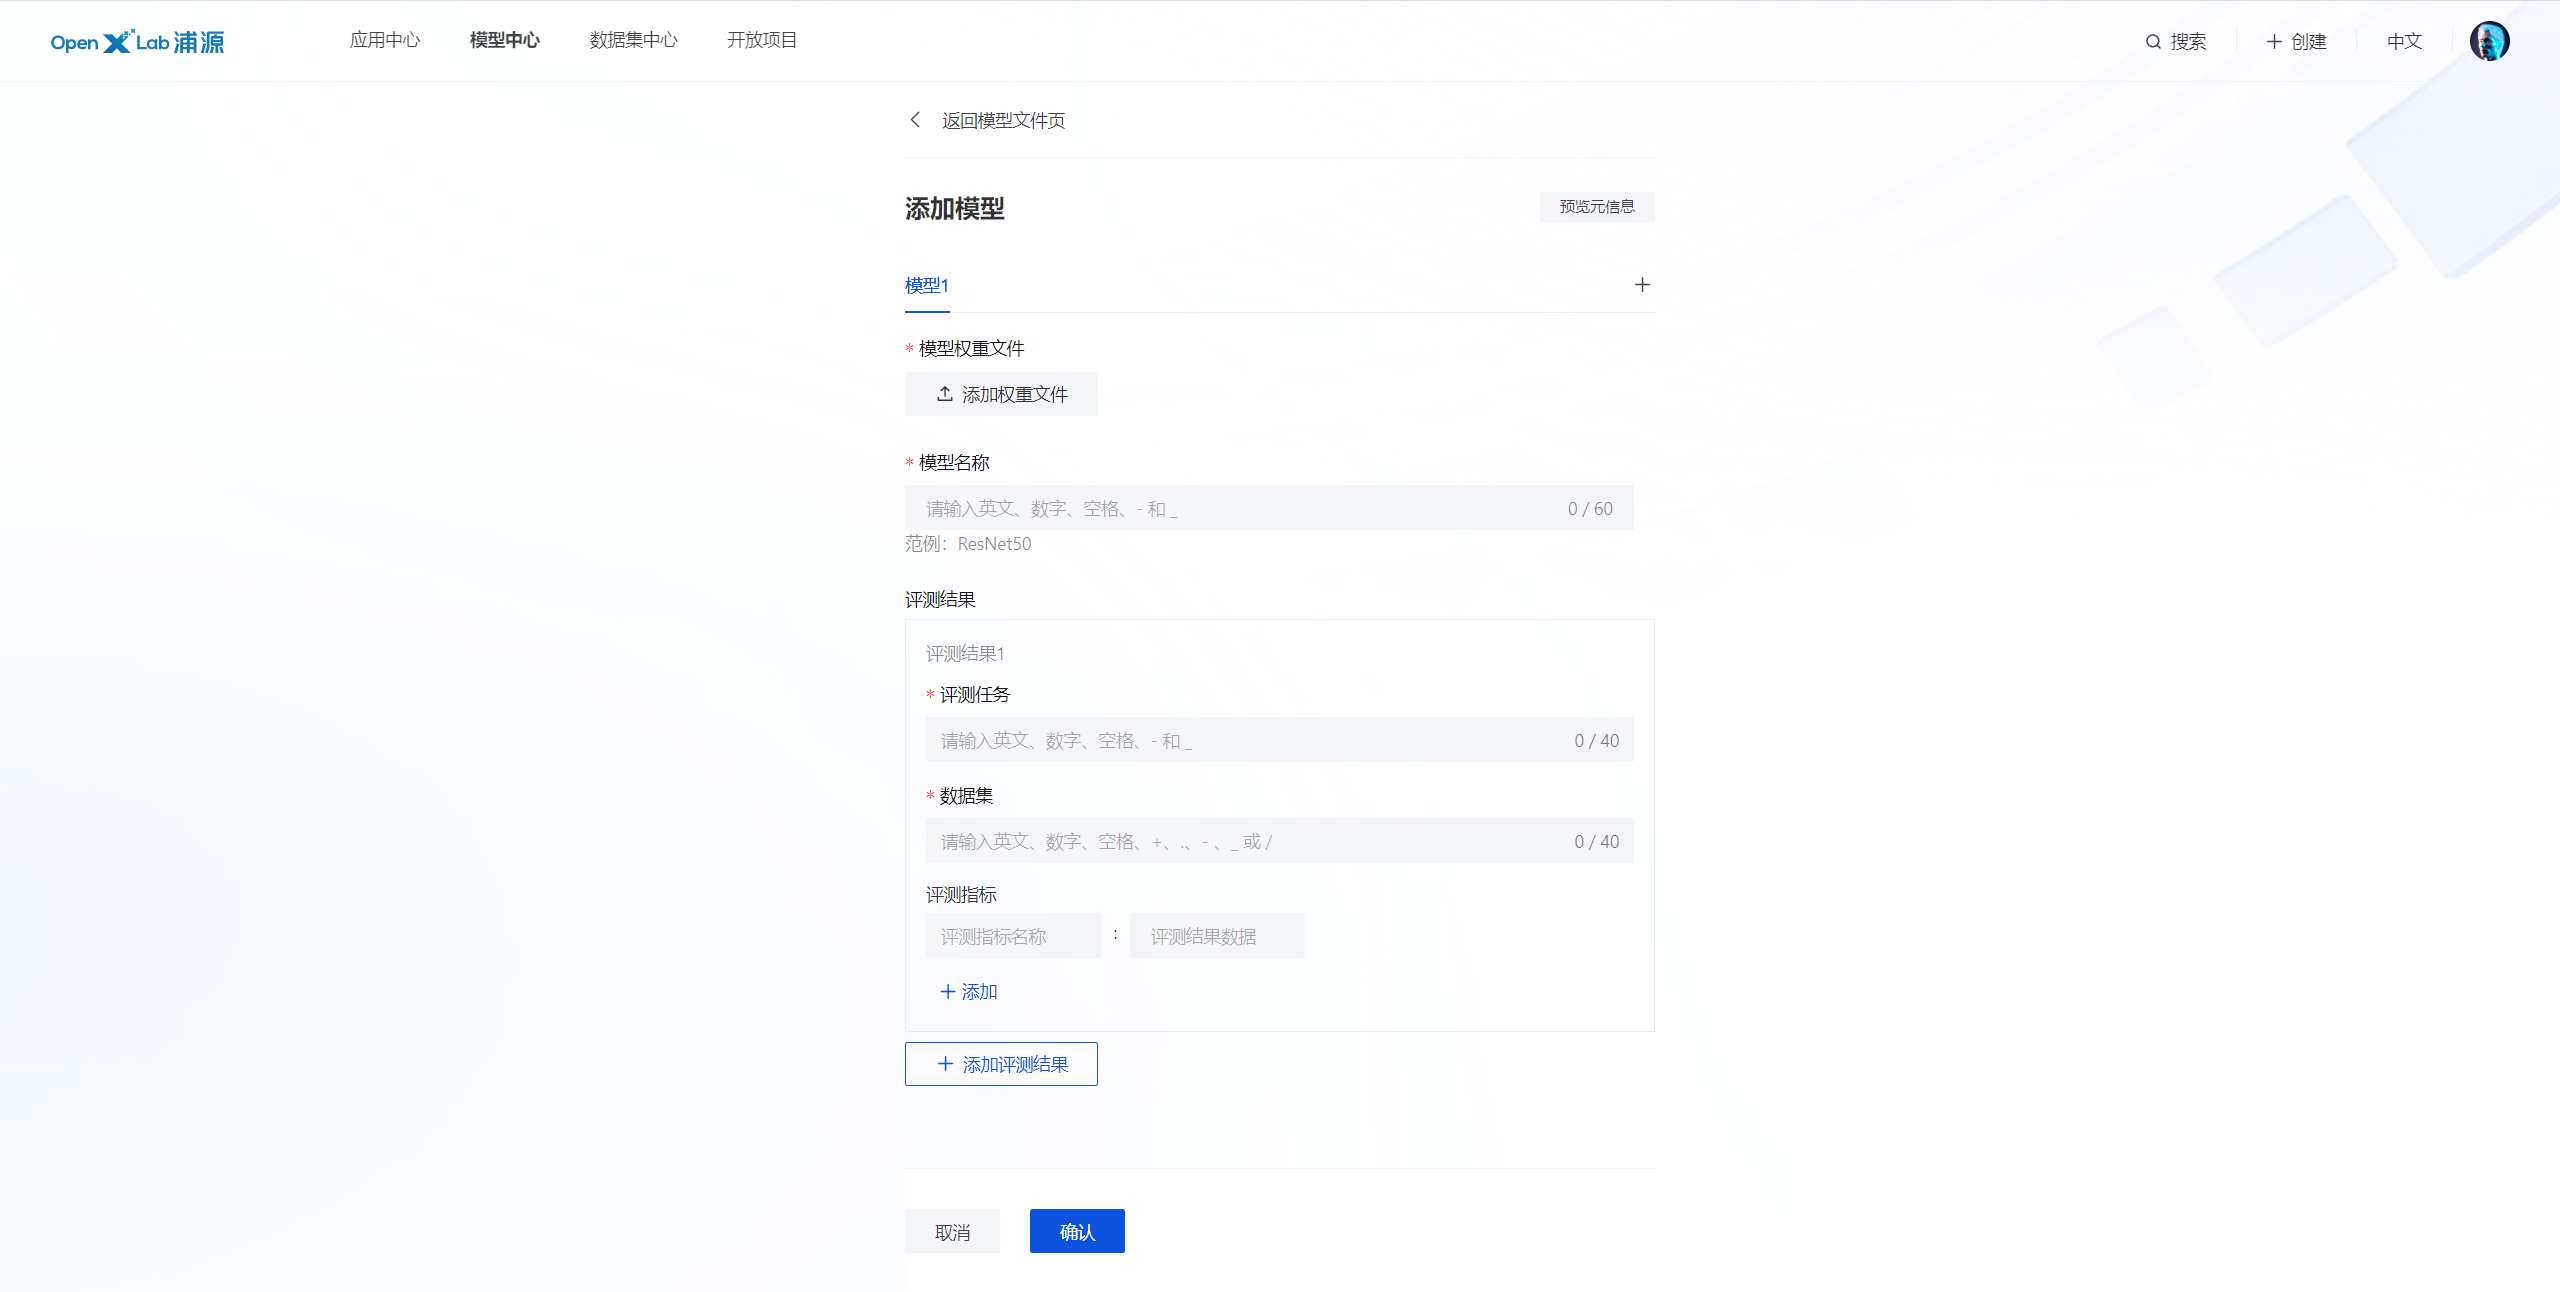 Open X Lab 浦源
应用中心 模型中心 数据集中心 开放项目
搜索 + 创建 中文
返回模型文件页
添加模型
预览元信息
模型1 +
* 模型权重文件
添加权重文件
* 模型名称
请输入英文、数字、空格、- 和 _ 0 / 60
范例：ResNet50
评测结果
评测结果1
* 评测任务
请输入英文、数字、空格、- 和 _ 0 / 40
* 数据集
请输入英文、数字、空格、+、.、- 、_ 或 / 0 / 40
评测指标
评测指标名称 : 评测结果数据
+ 添加
+ 添加评测结果
取消 确认